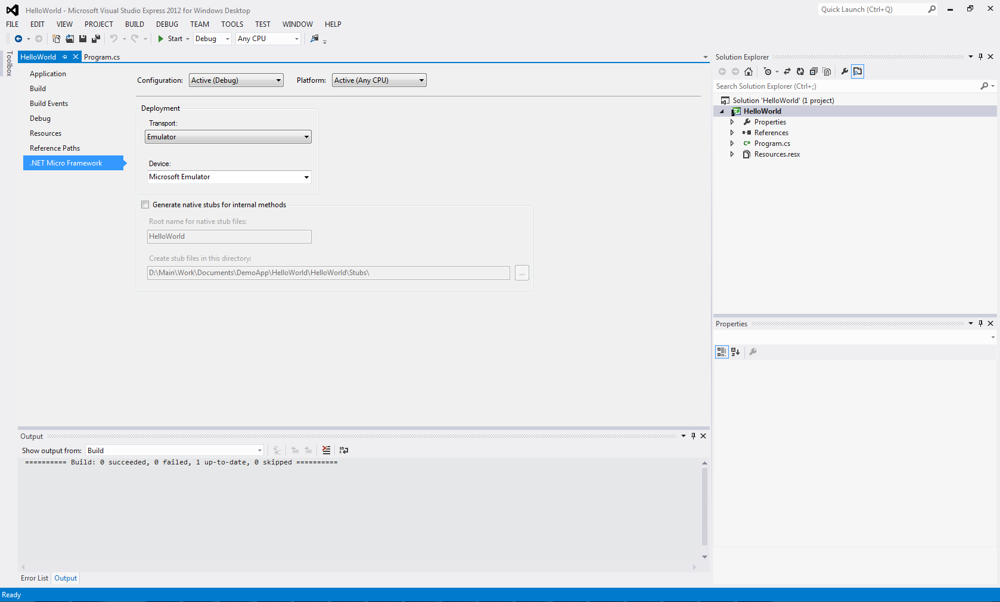 HelloWorld - Microsoft Visual Studio Express 2012 for Windows Desktop
Quick Launch (Ctrl+Q)
FILE EDIT VIEW PROJECT BUILD DEBUG TEAM TOOLS TEST WINDOW HELP
Start Debug Any CPU
Toolbox
HelloWorld Program.cs
Application
Build
Build Events
Debug
Resources
Reference Paths
.NET Micro Framework
Configuration: Active (Debug) Platform: Active (Any CPU)
Deployment
Transport:
Emulator
Device:
Microsoft Emulator
Generate native stubs for internal methods
Root name for native stub files:
HelloWorld
Create stub files in this directory:
D:\Main\Work\Documents\DemoApp\HelloWorld\HelloWorld\Stubs\
...
Solution Explorer
Search Solution Explorer (Ctrl+;)
Solution 'HelloWorld' (1 project)
HelloWorld
Properties
References
Program.cs
Resources.resx
Properties
Output
Show output from: Build
========== Build: 0 succeeded, 0 failed, 1 up-to-date, 0 skipped ==========
Error List Output
Ready